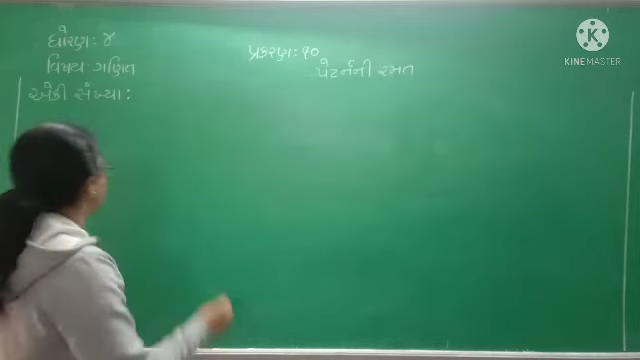 ધોરણ: ૪
પ્રકરણ: ૧૦
વિષય: ગણિત
પેટર્નની રમત
એકી સંખ્યા:
KINEMASTER